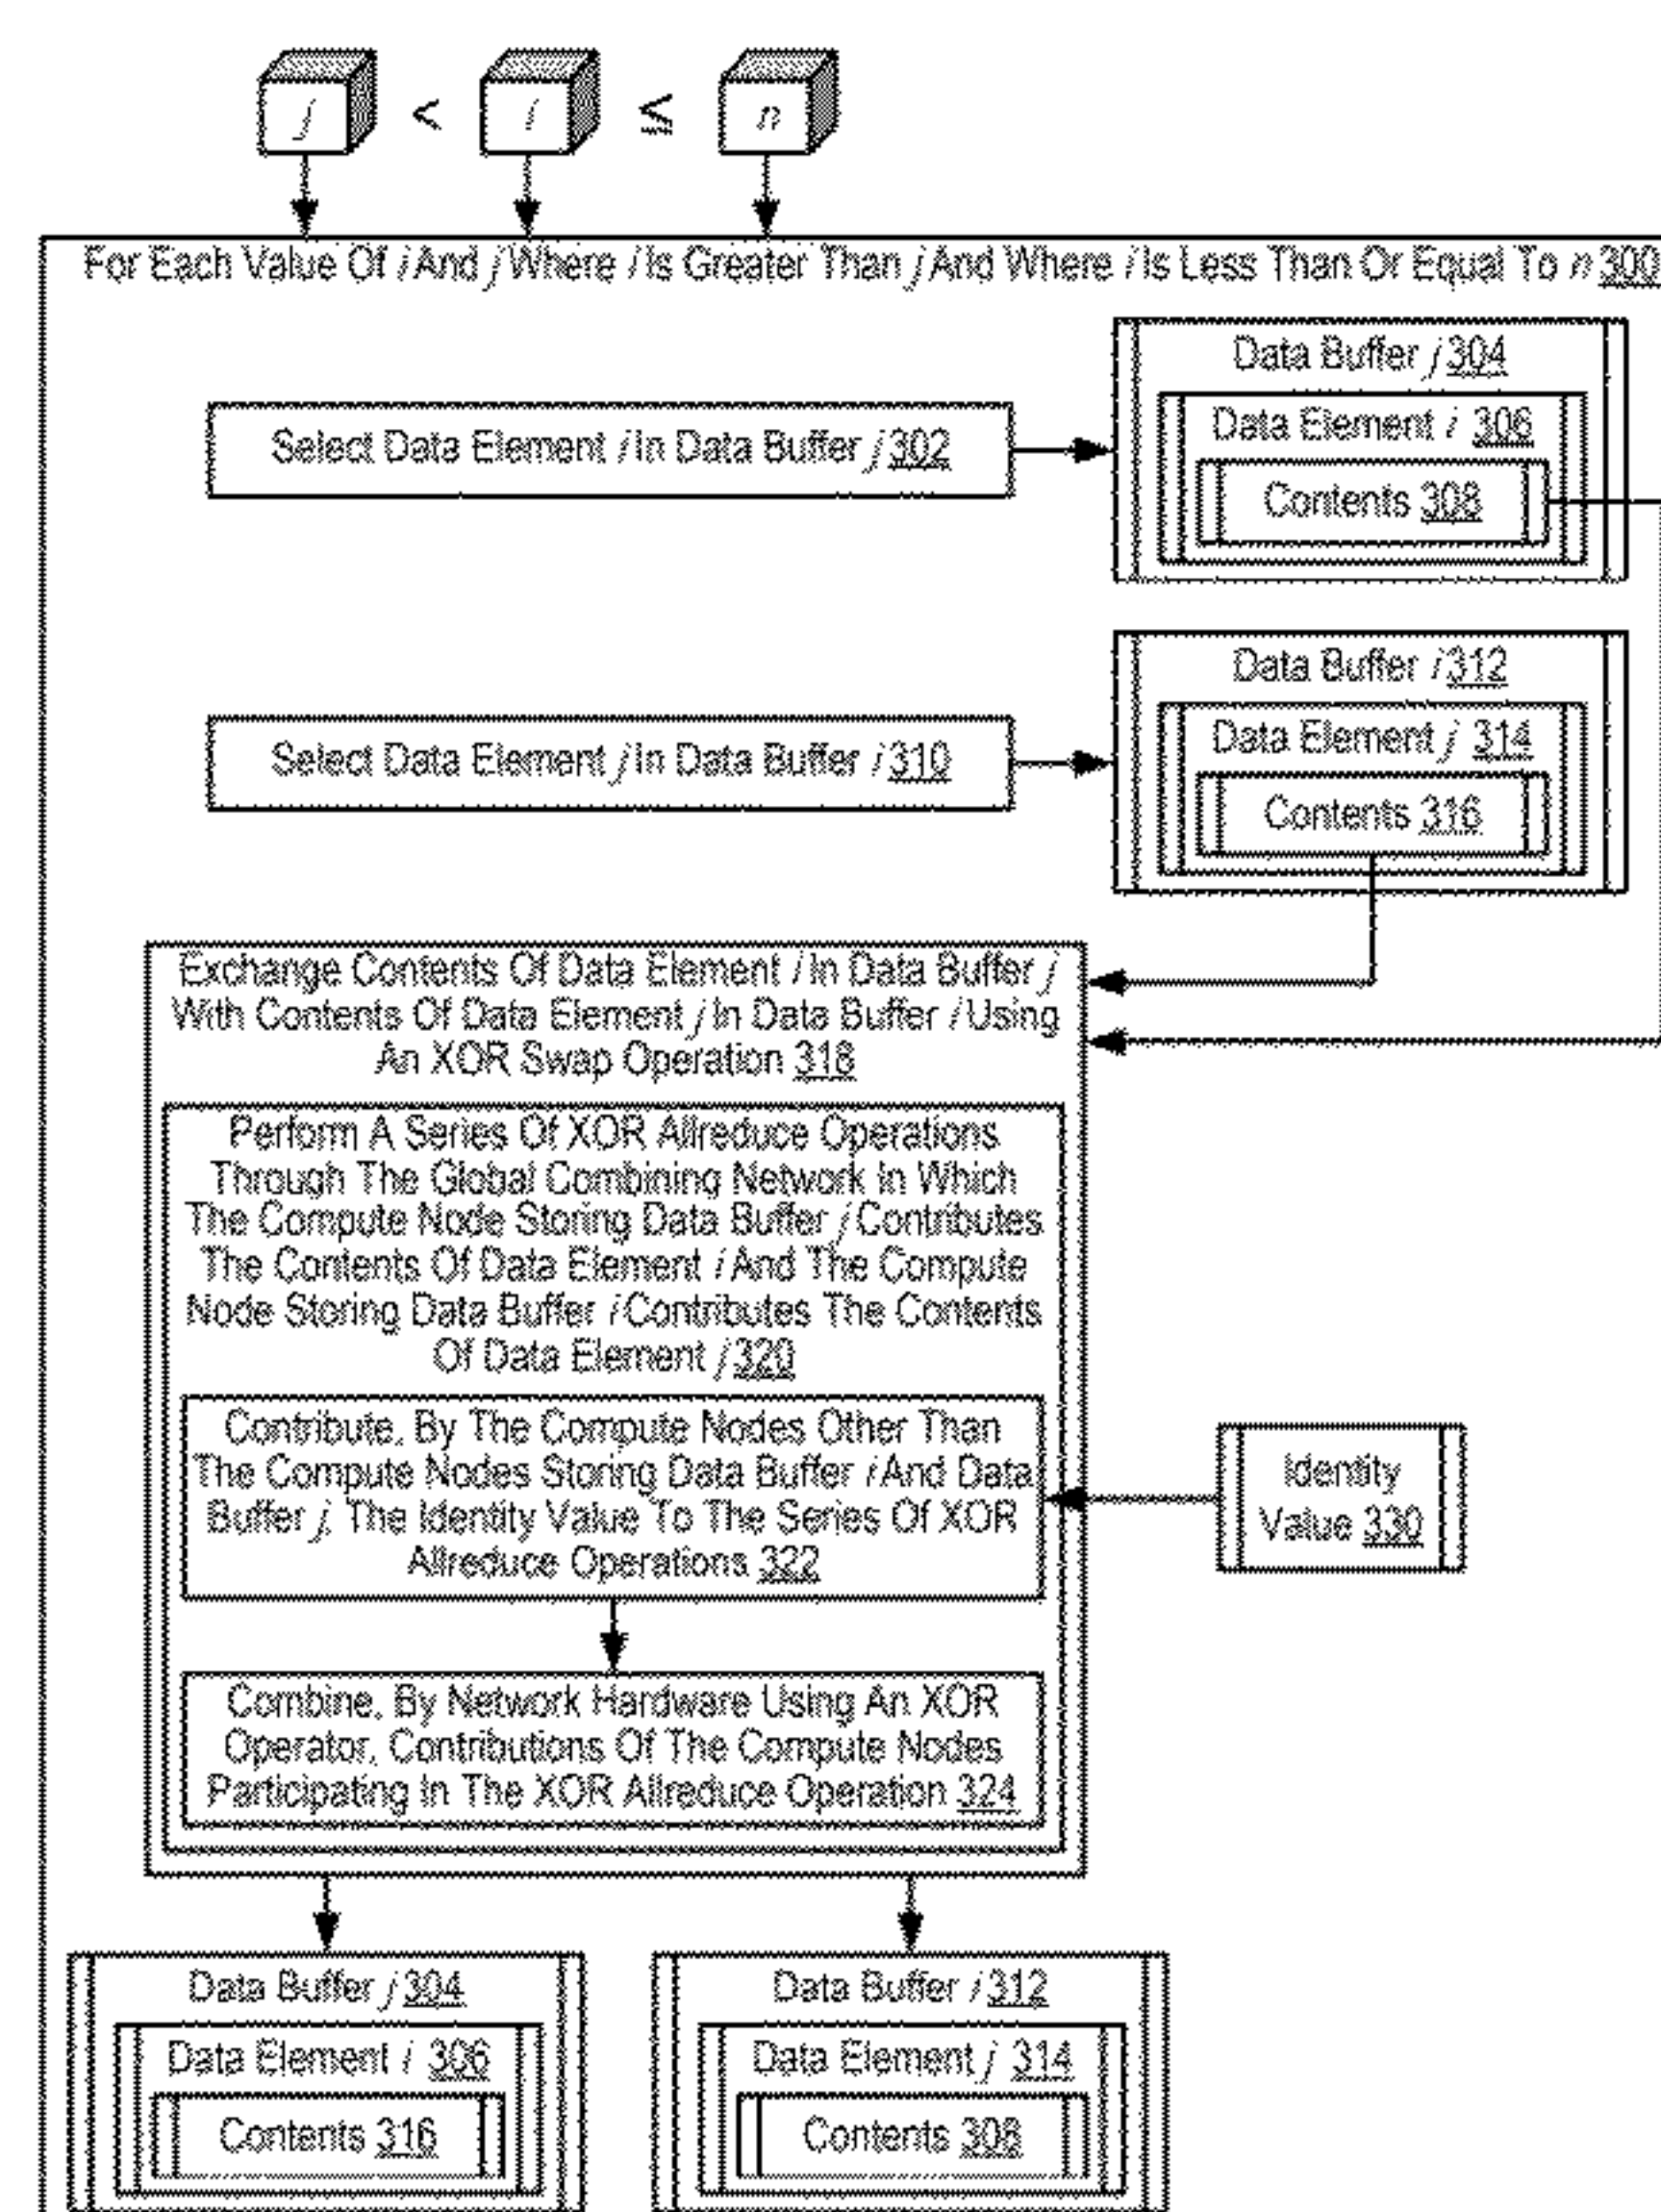 j < i ≦ n
For Each Value Of i And j Where i Is Greater Than j And Where i Is Less Than Or Equal To n 300
Data Buffer j 304
Select Data Element i In Data Buffer j 302
Data Element i 306
Contents 308
Data Buffer i 312
Select Data Element j In Data Buffer i 310
Data Element j 314
Contents 316
Exchange Contents Of Data Element i In Data Buffer j
With Contents Of Data Element j In Data Buffer i Using
An XOR Swap Operation 318
Perform A Series Of XOR Allreduce Operations
Through The Global Combining Network In Which
The Compute Node Storing Data Buffer j Contributes
The Contents Of Data Element i And The Compute
Node Storing Data Buffer i Contributes The Contents
Of Data Element j 320
Contribute, By The Compute Nodes Other Than
The Compute Nodes Storing Data Buffer i And Data
Buffer j, The Identity Value To The Series Of XOR
Allreduce Operations 322
Identity
Value 330
Combine, By Network Hardware Using An XOR
Operator, Contributions Of The Compute Nodes
Participating In The XOR Allreduce Operation 324
Data Buffer j 304
Data Element i 306
Contents 316
Data Buffer i 312
Data Element j 314
Contents 308